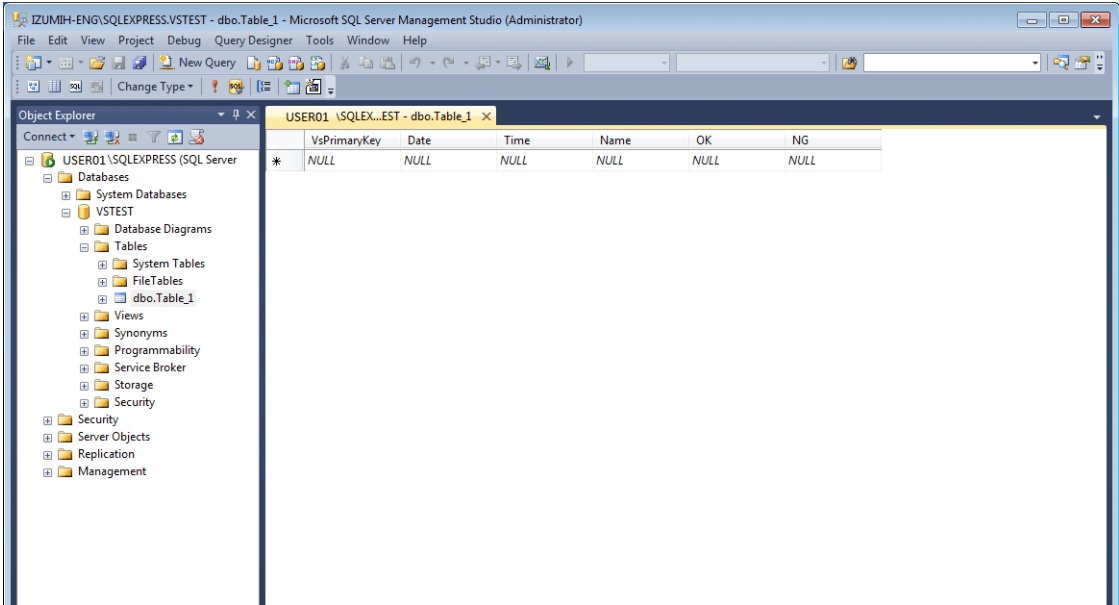 IZUMIH-ENG\SQLEXPRESS.VSTEST - dbo.Table_1 - Microsoft SQL Server Management Studio (Administrator)
File Edit View Project Debug Query Designer Tools Window Help
New Query
Change Type
Object Explorer
Connect
USER01\SQLEXPRESS (SQL Server
Databases
System Databases
VSTEST
Database Diagrams
Tables
System Tables
FileTables
dbo.Table_1
Views
Synonyms
Programmability
Service Broker
Storage
Security
Security
Server Objects
Replication
Management
USER01 \SQLEX...EST - dbo.Table_1
VsPrimaryKey Date Time Name OK NG
NULL NULL NULL NULL NULL NULL